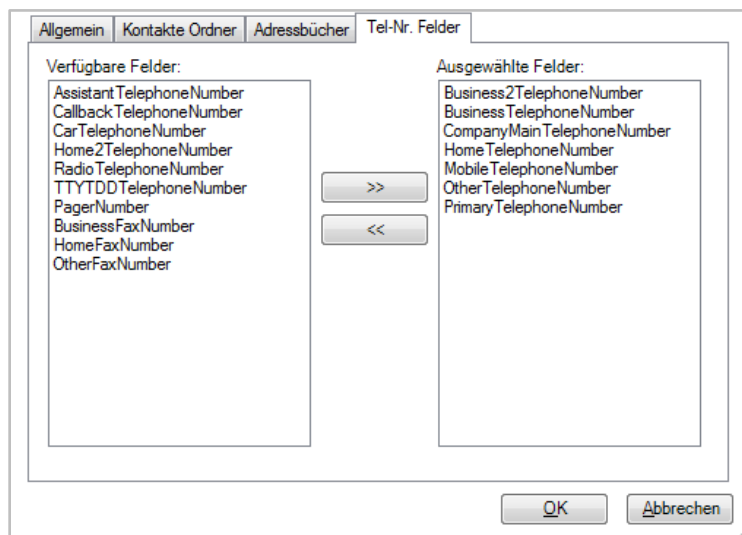 Allgemein Kontakte Ordner Adressbücher Tel-Nr. Felder
Verfügbare Felder:
AssistantTelephoneNumber
CallbackTelephoneNumber
CarTelephoneNumber
Home2TelephoneNumber
RadioTelephoneNumber
TTYTDDTelephoneNumber
PagerNumber
BusinessFaxNumber
HomeFaxNumber
OtherFaxNumber
>>
<<
Ausgewählte Felder:
Business2TelephoneNumber
BusinessTelephoneNumber
CompanyMainTelephoneNumber
HomeTelephoneNumber
MobileTelephoneNumber
OtherTelephoneNumber
PrimaryTelephoneNumber
OK Abbrechen